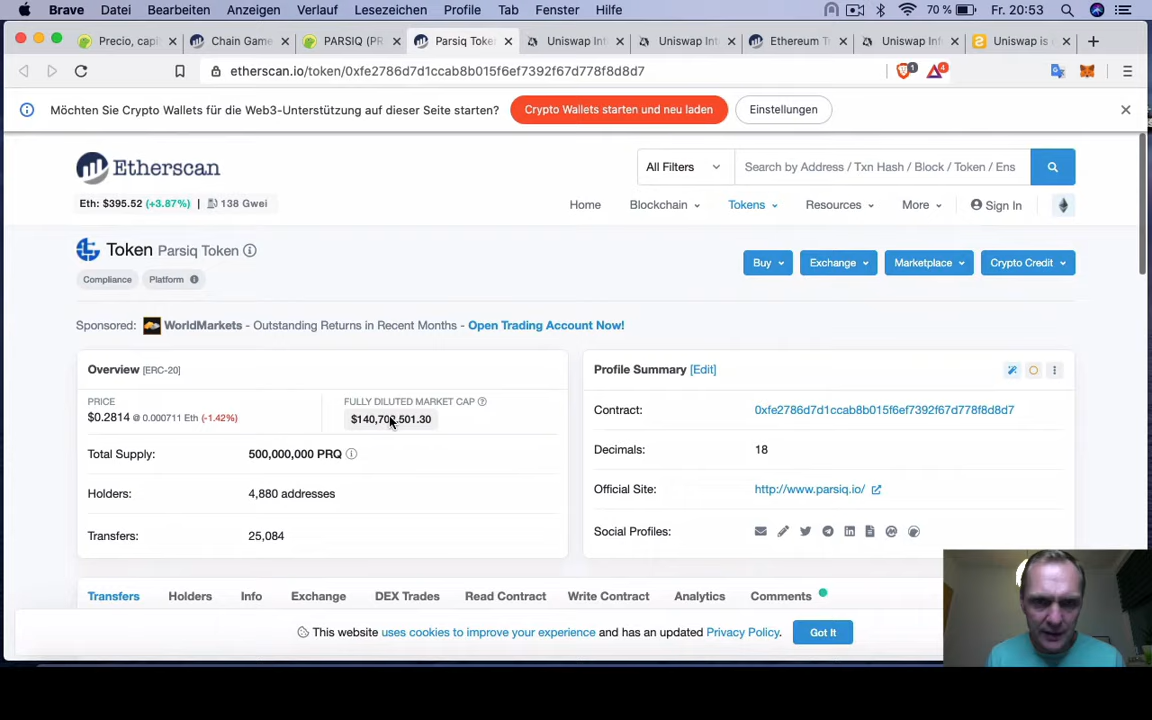 Brave Datei Bearbeiten Anzeigen Verlauf Lesezeichen Profile Tab Fenster Hilfe 70 % Fr. 20:53
Precio, capi Chain Game PARSIQ (PR Parsiq Toke Uniswap Inf Uniswap Int Ethereum Tr Uniswap Inf Uniswap is
etherscan.io/token/0xfe2786d7d1ccab8b015f6ef7392f67d778f8d8d7 1 4
Möchten Sie Crypto Wallets für die Web3-Unterstützung auf dieser Seite starten? Crypto Wallets starten und neu laden Einstellungen
Etherscan
All Filters Search by Address / Txn Hash / Block / Token / Ens
Eth: $395.52 (+3.87%) | 138 Gwei
Home Blockchain Tokens Resources More Sign In
Token Parsiq Token
Buy Exchange Marketplace Crypto Credit
Compliance Platform
Sponsored: WorldMarkets - Outstanding Returns in Recent Months - Open Trading Account Now!
Overview [ERC-20]
PRICE
$0.2814 @ 0.000711 Eth (-1.42%)
FULLY DILUTED MARKET CAP
Total Supply: 500,000,000 PRQ
Holders: 4,880 addresses
Transfers: 25,084
Profile Summary [Edit]
Contract: 0xfe2786d7d1ccab8b015f6ef7392f67d778f8d8d7
Decimals: 18
Official Site: http://www.parsiq.io/
Social Profiles:
Transfers Holders Info Exchange DEX Trades Read Contract Write Contract Analytics Comments
This website uses cookies to improve your experience and has an updated Privacy Policy. Got It